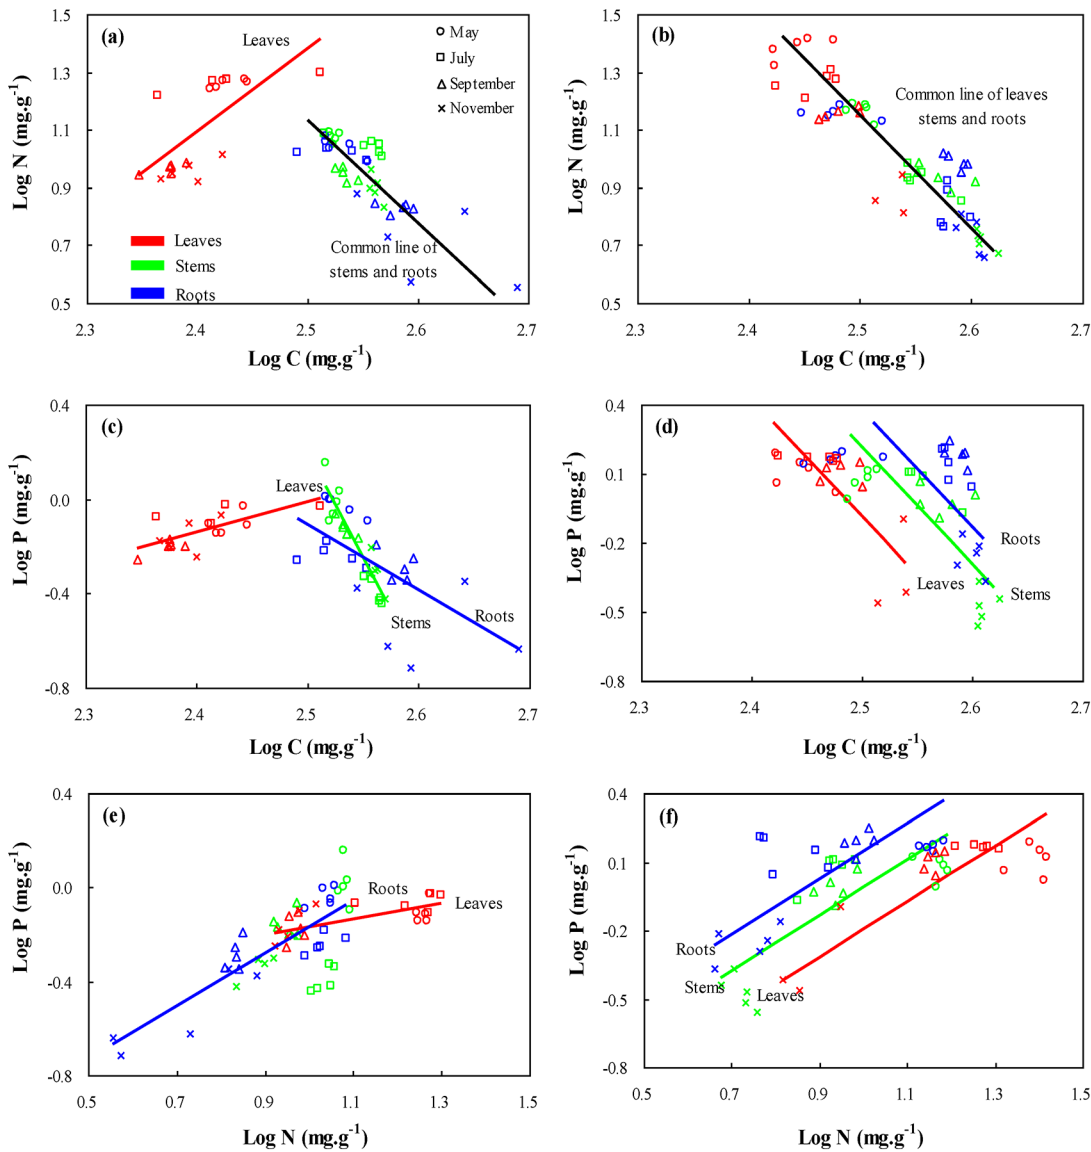 (a)
Leaves
May
July
September
November
Leaves
Stems
Roots
Common line of
stems and roots
1.5
1.3
1.1
0.9
0.7
0.5
2.3
2.4
2.5
2.6
2.7
Log N (mg.g-1)
Log C (mg.g-1)
(b)
Common line of leaves
stems and roots
1.5
1.3
1.1
0.9
0.7
0.5
2.3
2.4
2.5
2.6
2.7
Log N (mg.g-1)
Log C (mg.g-1)
(c)
Leaves
Stems
Roots
0.4
0.0
-0.4
-0.8
2.3
2.4
2.5
2.6
2.7
Log P (mg.g-1)
Log C (mg.g-1)
(d)
Roots
Leaves
Stems
0.4
0.1
-0.2
-0.5
-0.8
2.3
2.4
2.5
2.6
2.7
Log P (mg.g-1)
Log C (mg.g-1)
(e)
Roots
Leaves
0.4
0.0
-0.4
-0.8
0.5
0.7
0.9
1.1
1.3
1.5
Log P (mg.g-1)
Log N (mg.g-1)
(f)
Roots
Stems
Leaves
0.4
0.1
-0.2
-0.5
-0.8
0.5
0.7
0.9
1.1
1.3
1.5
Log P (mg.g-1)
Log N (mg.g-1)